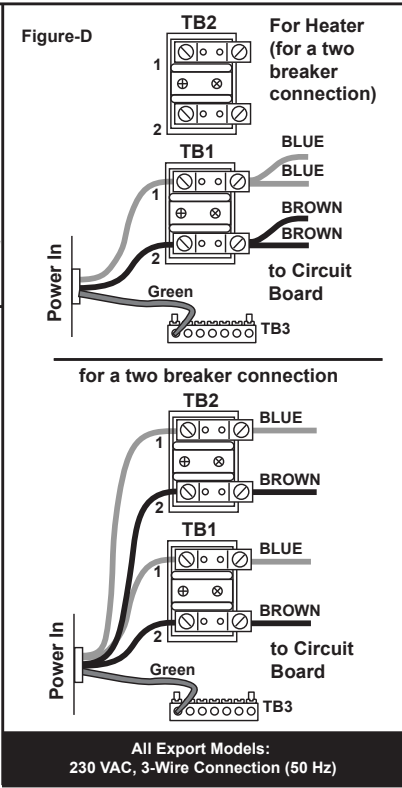 Figure-D
TB2
For Heater
(for a two
breaker
connection)
1
2
TB1
BLUE
BLUE
1
BROWN
BROWN
2
to Circuit
Board
Power In
Green
TB3
for a two breaker connection
TB2
BLUE
1
BROWN
2
TB1
BLUE
1
BROWN
2
to Circuit
Board
Power In
Green
TB3
All Export Models:
230 VAC, 3-Wire Connection (50 Hz)